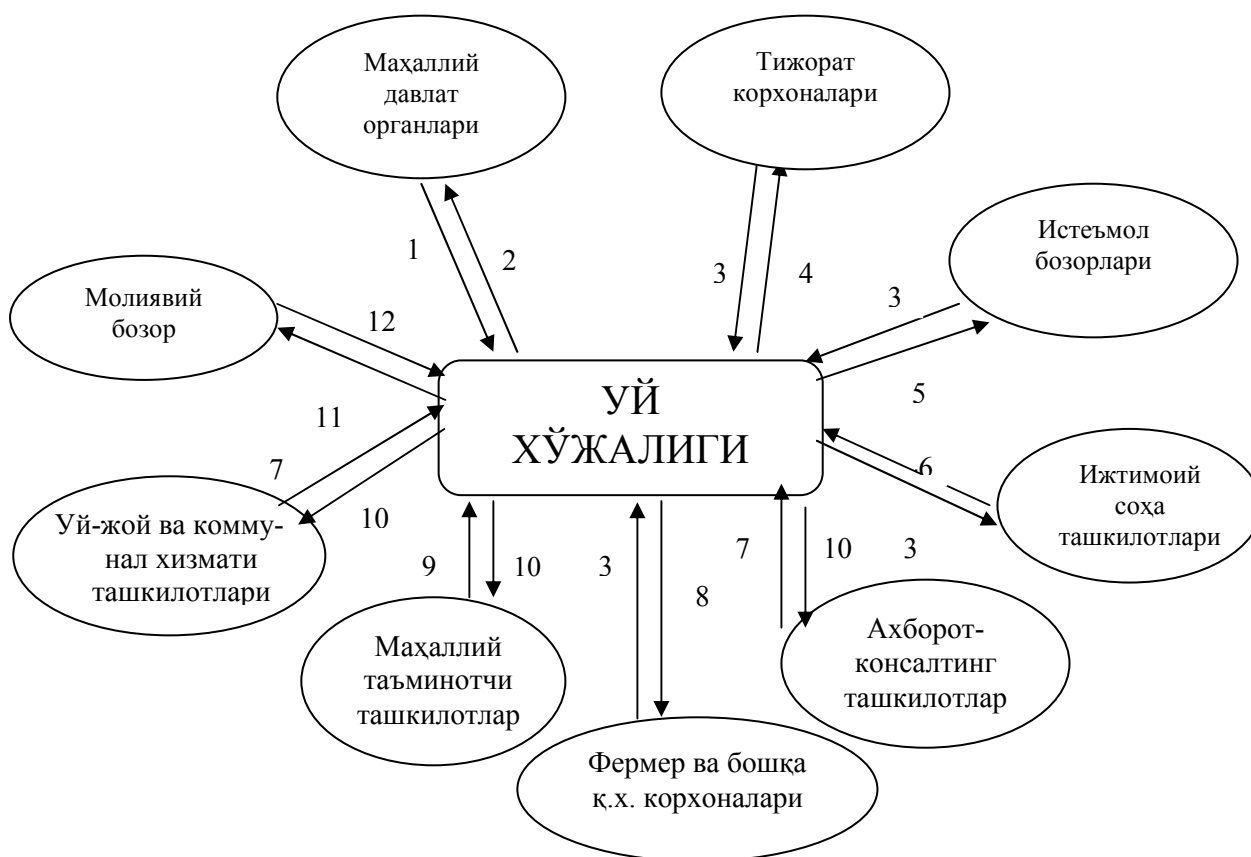 Маҳаллий
давлат
органлари
Тижорат
корхоналари
Истеъмол
бозорлари
1
2
3
4
3
Молиявий
бозор
12
УЙ
ХЎЖАЛИГИ
5
11
7
6
Ижтимоий
соҳа
ташкилотлари
Уй-жой ва комму-
нал хизмати
ташкилотлари
10
9
10
3
8
7
10
3
Маҳаллий
таъминотчи
ташкилотлар
Ахборот-
консалтинг
ташкилотлар
Фермер ва бошқа
қ.х. корхоналари